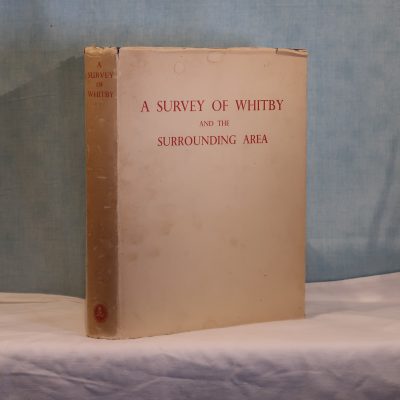 A
SURVEY
OF
WHITBY
A SURVEY OF WHITBY
AND THE
SURROUNDING AREA